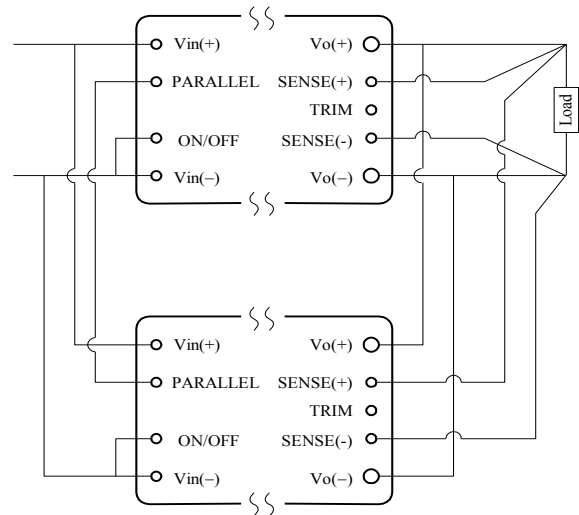 Vin(+) Vo(+)
PARALLEL SENSE(+)
TRIM
ON/OFF SENSE(-)
Vin(−) Vo(−)
Load
Vin(+) Vo(+)
PARALLEL SENSE(+)
TRIM
ON/OFF SENSE(-)
Vin(−) Vo(−)